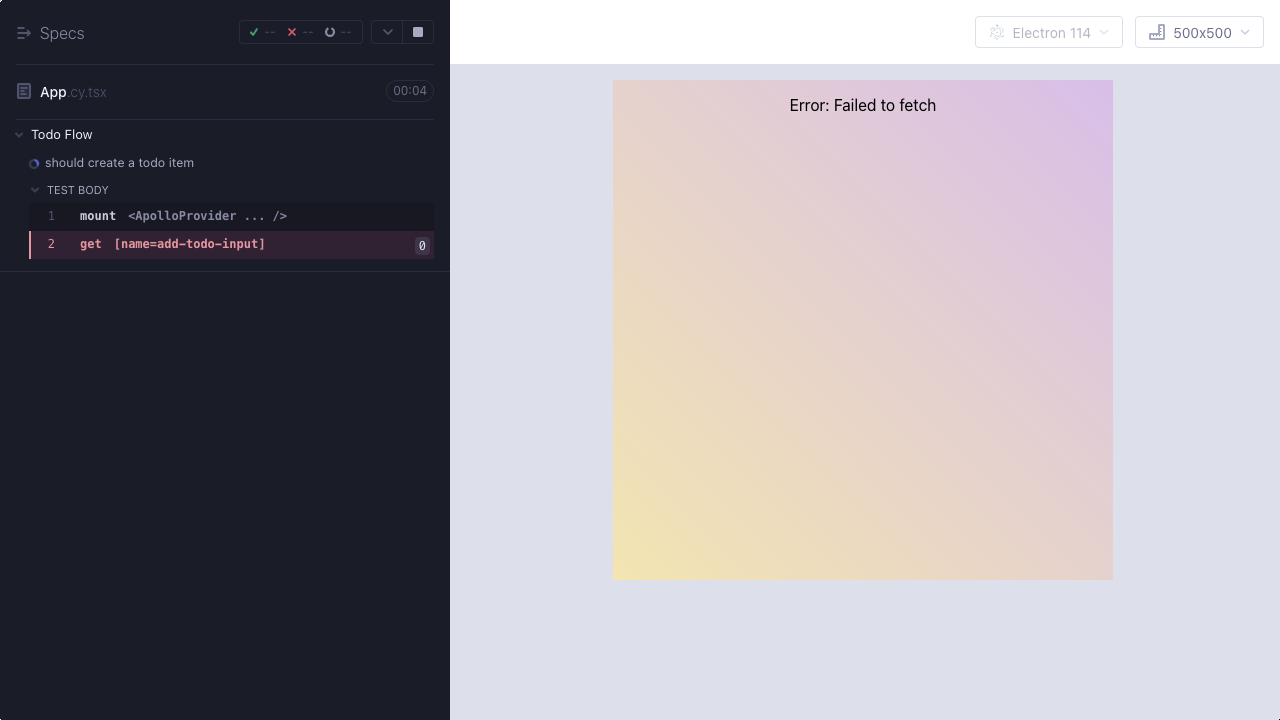 Specs
--
--
--
App.cy.tsx
00:04
Todo Flow
should create a todo item
TEST BODY
1 mount <ApolloProvider ... />
2 get [name=add-todo-input] 0
Electron 114
500x500
Error: Failed to fetch